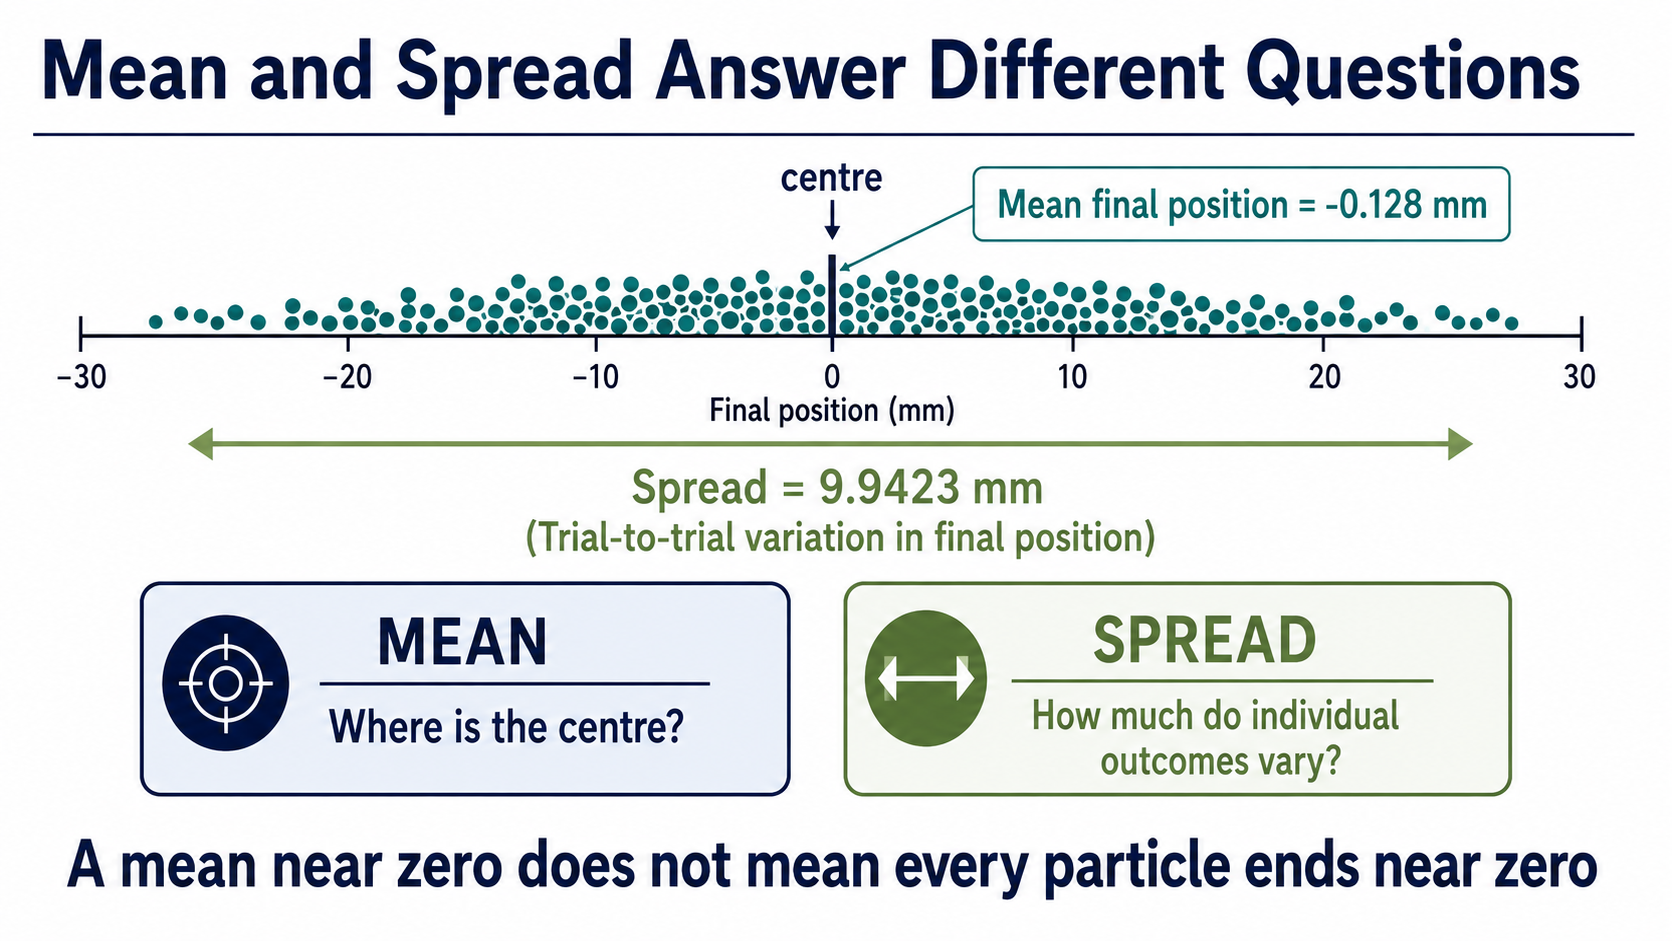 Mean and Spread Answer Different Questions
centre
Mean final position = -0.128 mm
−30 −20 −10 0 10 20 30
Final position (mm)
Spread = 9.9423 mm
(Trial-to-trial variation in final position)
MEAN
Where is the centre?
SPREAD
How much do individual
outcomes vary?
A mean near zero does not mean every particle ends near zero